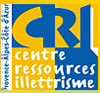 Provence-Alpes-Côte d'Azur
CRI
centre
ressources
illettrisme